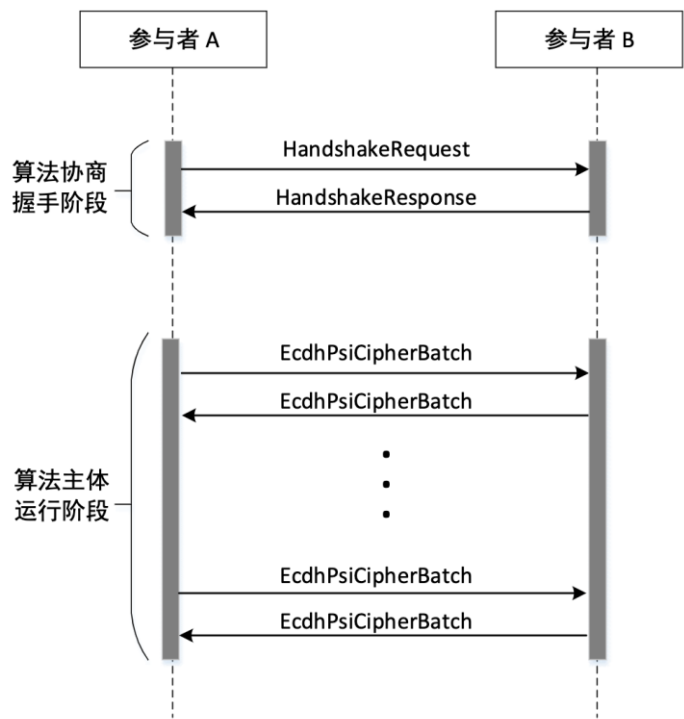 参与者 A
参与者 B
算法协商
握手阶段
HandshakeRequest
HandshakeResponse
EcdhPsiCipherBatch
EcdhPsiCipherBatch
算法主体
运行阶段
EcdhPsiCipherBatch
EcdhPsiCipherBatch